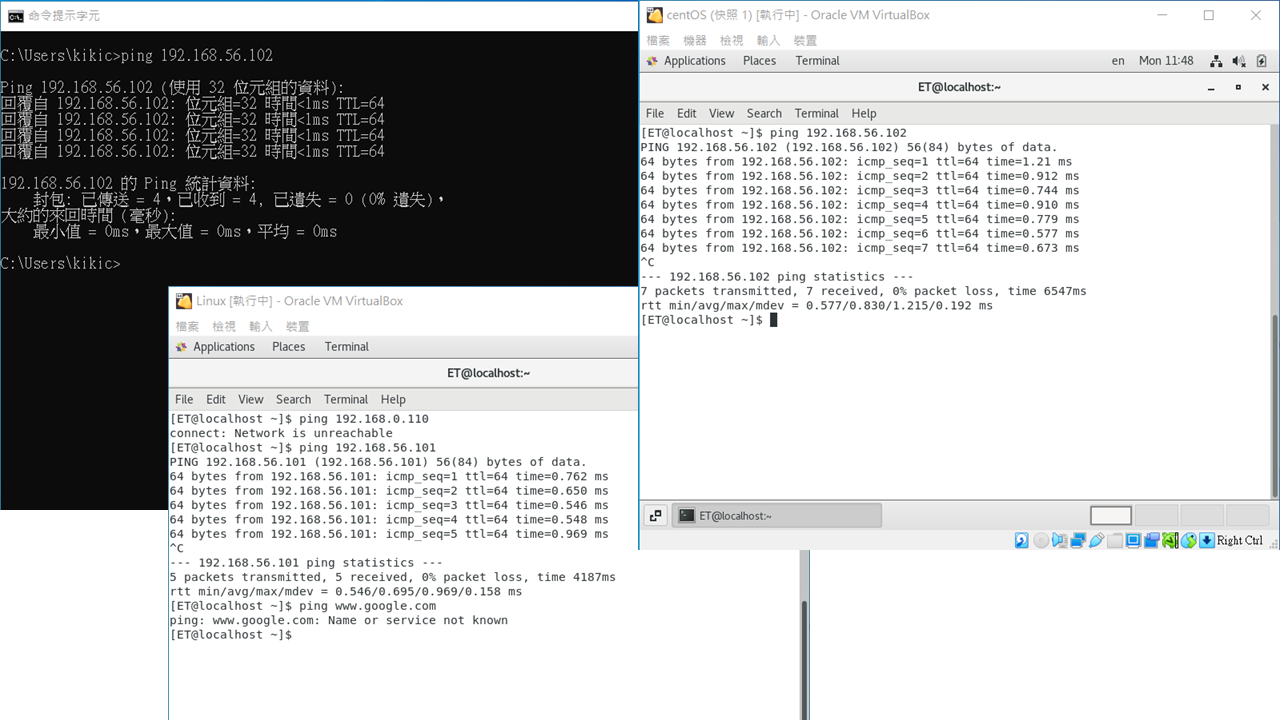 命令提示字元
C:\Users\kikic>ping 192.168.56.102
Ping 192.168.56.102 (使用 32 位元組的資料):
回覆自 192.168.56.102: 位元組=32 時間<1ms TTL=64
回覆自 192.168.56.102: 位元組=32 時間<1ms TTL=64
回覆自 192.168.56.102: 位元組=32 時間<1ms TTL=64
回覆自 192.168.56.102: 位元組=32 時間<1ms TTL=64
192.168.56.102 的 Ping 統計資料:
封包: 已傳送 = 4，已收到 = 4, 已遺失 = 0 (0% 遺失)，
大約的來回時間 (毫秒):
最小值 = 0ms，最大值 = 0ms，平均 = 0ms
C:\Users\kikic>
centOS (快照 1) [執行中] - Oracle VM VirtualBox
檔案 機器 檢視 輸入 裝置
Applications Places Terminal en Mon 11:48
ET@localhost:~
File Edit View Search Terminal Help
[ET@localhost ~]$ ping 192.168.56.102
PING 192.168.56.102 (192.168.56.102) 56(84) bytes of data.
64 bytes from 192.168.56.102: icmp_seq=1 ttl=64 time=1.21 ms
64 bytes from 192.168.56.102: icmp_seq=2 ttl=64 time=0.912 ms
64 bytes from 192.168.56.102: icmp_seq=3 ttl=64 time=0.744 ms
64 bytes from 192.168.56.102: icmp_seq=4 ttl=64 time=0.910 ms
64 bytes from 192.168.56.102: icmp_seq=5 ttl=64 time=0.779 ms
64 bytes from 192.168.56.102: icmp_seq=6 ttl=64 time=0.577 ms
64 bytes from 192.168.56.102: icmp_seq=7 ttl=64 time=0.673 ms
^C
--- 192.168.56.102 ping statistics ---
7 packets transmitted, 7 received, 0% packet loss, time 6547ms
rtt min/avg/max/mdev = 0.577/0.830/1.215/0.192 ms
[ET@localhost ~]$
ET@localhost:~
Right Ctrl
Linux [執行中] - Oracle VM VirtualBox
檔案 檢視 輸入 裝置
Applications Places Terminal
ET@localhost:~
File Edit View Search Terminal Help
[ET@localhost ~]$ ping 192.168.0.110
connect: Network is unreachable
[ET@localhost ~]$ ping 192.168.56.101
PING 192.168.56.101 (192.168.56.101) 56(84) bytes of data.
64 bytes from 192.168.56.101: icmp_seq=1 ttl=64 time=0.762 ms
64 bytes from 192.168.56.101: icmp_seq=2 ttl=64 time=0.650 ms
64 bytes from 192.168.56.101: icmp_seq=3 ttl=64 time=0.546 ms
64 bytes from 192.168.56.101: icmp_seq=4 ttl=64 time=0.548 ms
64 bytes from 192.168.56.101: icmp_seq=5 ttl=64 time=0.969 ms
^C
--- 192.168.56.101 ping statistics ---
5 packets transmitted, 5 received, 0% packet loss, time 4187ms
rtt min/avg/max/mdev = 0.546/0.695/0.969/0.158 ms
[ET@localhost ~]$ ping www.google.com
ping: www.google.com: Name or service not known
[ET@localhost ~]$